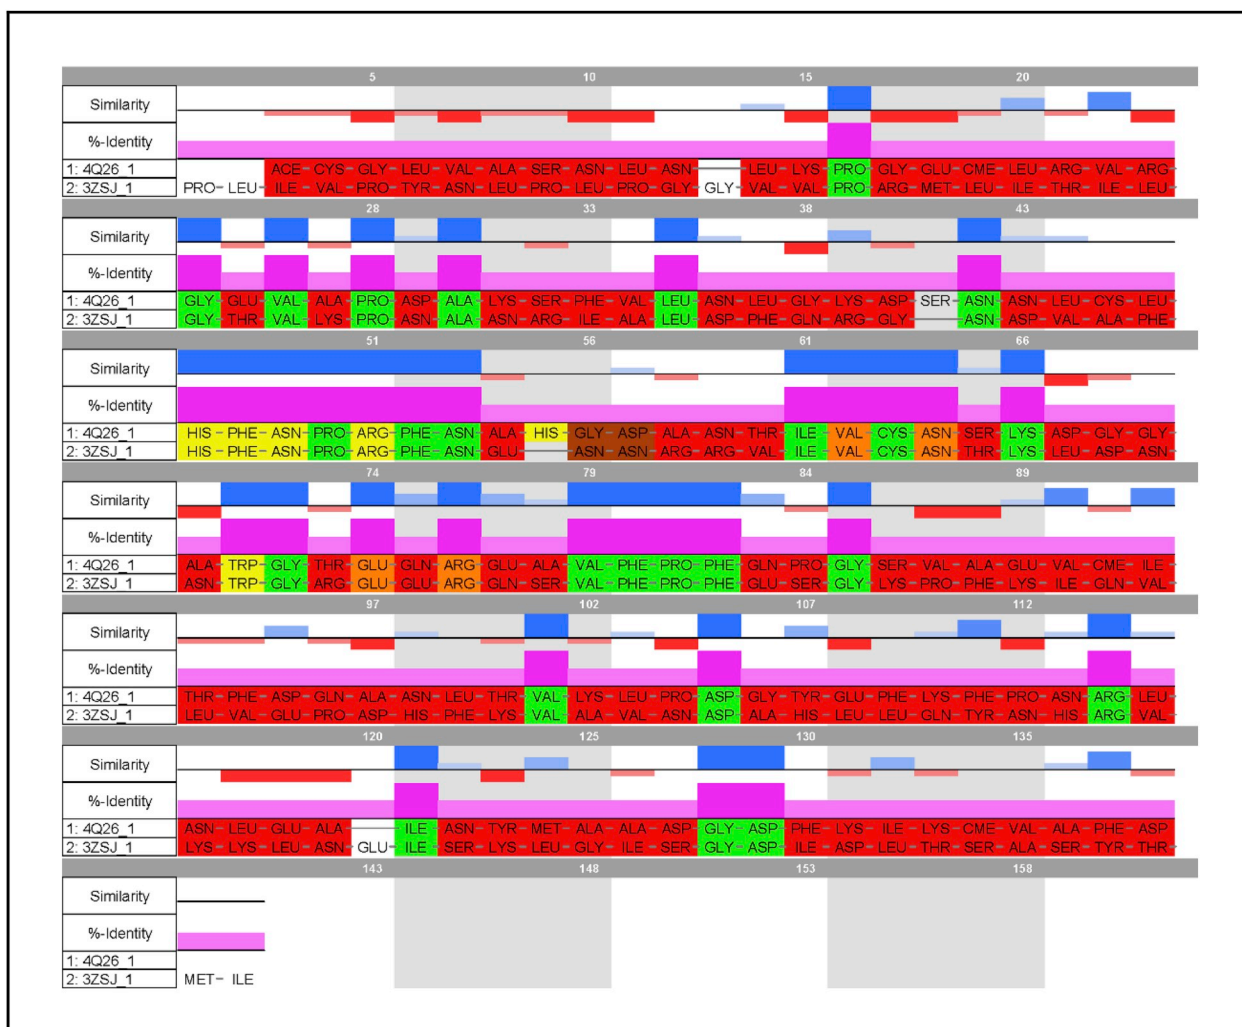 5 10 15 20
Similarity
%-Identity
1: 4Q26_1 ACE-CYS-GLY-LEU-VAL-ALA-SER-ASN-LEU-ASN LEU-LYS-PRO-GLY-GLU-CME-LEU-ARG-VAL-ARG
2: 3ZSJ_1 PRO-LEU-ILE-VAL-PRO-TYR-ASN-LEU-PRO-LEU-PRO-GLY-GLY-VAL-VAL-PRO-ARG-MET-LEU-ILE-THR-ILE-LEU
28 33 38 43
Similarity
%-Identity
1: 4Q26_1 GLY-GLU-VAL-ALA-PRO-ASP-ALA-LYS-SER-PHE-VAL-LEU-ASN-LEU-GLY-LYS-ASP-SER-ASN-ASN-LEU-CYS-LEU
2: 3ZSJ_1 GLY-THR-VAL-LYS-PRO-ASN-ALA-ASN-ARG-ILE-ALA-LEU-ASP-PHE-GLN-ARG-GLY ASN-ASP-VAL-ALA-PHE
51 56 61 66
Similarity
%-Identity
1: 4Q26_1 HIS-PHE-ASN-PRO-ARG-PHE-ASN-ALA-HIS-GLY-ASP-ALA-ASN-THR-ILE-VAL-CYS-ASN-SER-LYS-ASP-GLY-GLY
2: 3ZSJ_1 HIS-PHE-ASN-PRO-ARG-PHE-ASN-GLU ASN-ASN-ARG-ARG-VAL-ILE-VAL-CYS-ASN-THR-LYS-LEU-ASP-ASN
74 79 84 89
Similarity
%-Identity
1: 4Q26_1 ALA-TRP-GLY-THR-GLU-GLN-ARG-GLU-ALA-VAL-PHE-PRO-PHE-GLN-PRO-GLY-SER-VAL-ALA-GLU-VAL-CME-ILE
2: 3ZSJ_1 ASN-TRP-GLY-ARG-GLU-GLU-ARG-GLN-SER-VAL-PHE-PRO-PHE-GLU-SER-GLY-LYS-PRO-PHE-LYS-ILE-GLN-VAL
97 102 107 112
Similarity
%-Identity
1: 4Q26_1 THR-PHE-ASP-GLN-ALA-ASN-LEU-THR-VAL-LYS-LEU-PRO-ASP-GLY-TYR-GLU-PHE-LYS-PHE-PRO-ASN-ARG-LEU
2: 3ZSJ_1 LEU-VAL-GLU-PRO-ASP-HIS-PHE-LYS-VAL-ALA-VAL-ASN-ASP-ALA-HIS-LEU-LEU-GLN-TYR-ASN-HIS-ARG-VAL
120 125 130 135
Similarity
%-Identity
1: 4Q26_1 ASN-LEU-GLU-ALA ILE-ASN-TYR-MET-ALA-ALA-ASP-GLY-ASP-PHE-LYS-ILE-LYS-CME-VAL-ALA-PHE-ASP
2: 3ZSJ_1 LYS-LYS-LEU-ASN-GLU-ILE-SER-LYS-LEU-GLY-ILE-SER-GLY-ASP-ILE-ASP-LEU-THR-SER-ALA-SER-TYR-THR
143 148 153 158
Similarity
%-Identity
1: 4Q26_1
2: 3ZSJ_1 MET-ILE